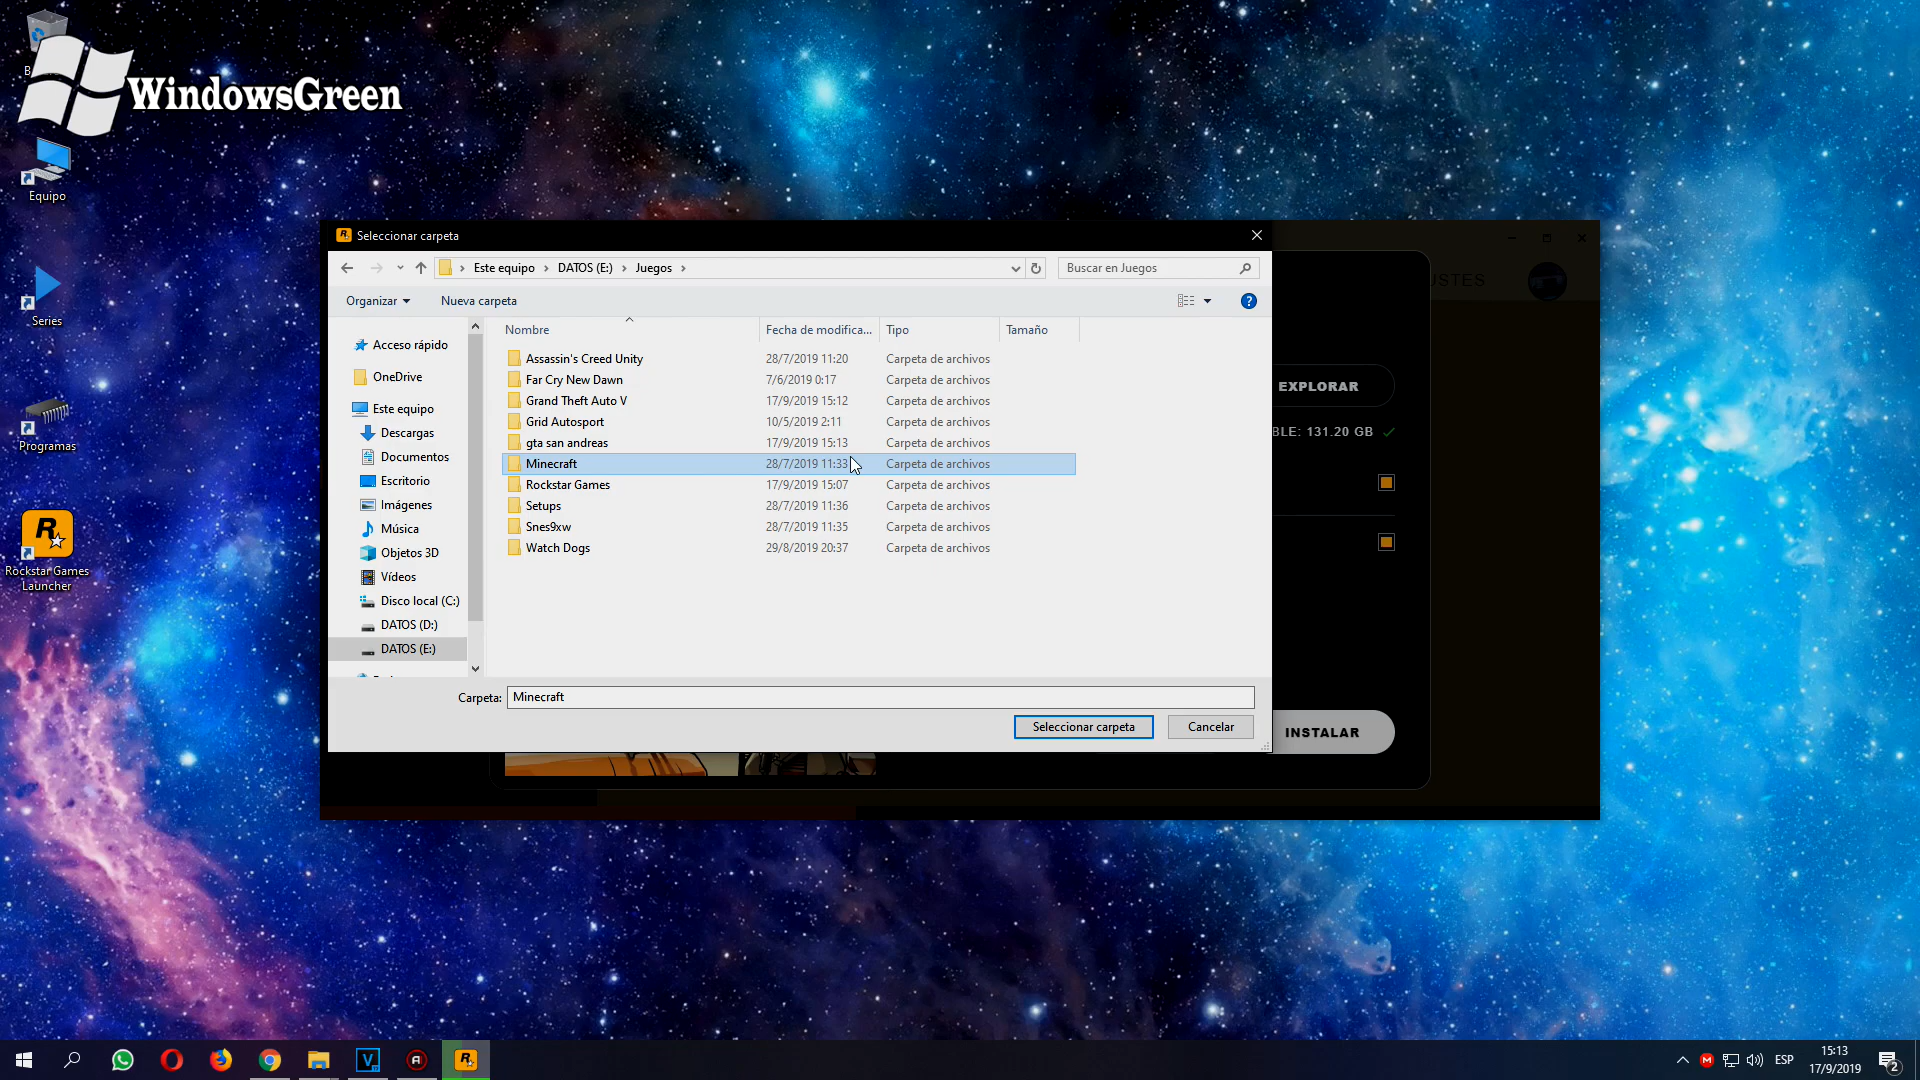 WindowsGreen
Equipo
Series
Programas
Rockstar Games
Launcher
Seleccionar carpeta
Este equipo
DATOS (E:)
Juegos
Buscar en Juegos
Organizar
Nueva carpeta
Acceso rápido
OneDrive
Este equipo
Descargas
Documentos
Escritorio
Imágenes
Música
Objetos 3D
Vídeos
Disco local (C:)
DATOS (D:)
DATOS (E:)
Nombre Fecha de modifica... Tipo Tamaño
Assassin's Creed Unity 28/7/2019 11:20 Carpeta de archivos
Far Cry New Dawn 7/6/2019 0:17 Carpeta de archivos
Grand Theft Auto V 17/9/2019 15:12 Carpeta de archivos
Grid Autosport 10/5/2019 2:11 Carpeta de archivos
gta san andreas 17/9/2019 15:13 Carpeta de archivos
Minecraft 28/7/2019 11:33 Carpeta de archivos
Rockstar Games 17/9/2019 15:07 Carpeta de archivos
Setups 28/7/2019 11:36 Carpeta de archivos
Snes9xw 28/7/2019 11:35 Carpeta de archivos
Watch Dogs 29/8/2019 20:37 Carpeta de archivos
Carpeta: Minecraft
Seleccionar carpeta
Cancelar
USTES
EXPLORAR
BLE: 131.20 GB
INSTALAR
ESP
15:13
17/9/2019
2